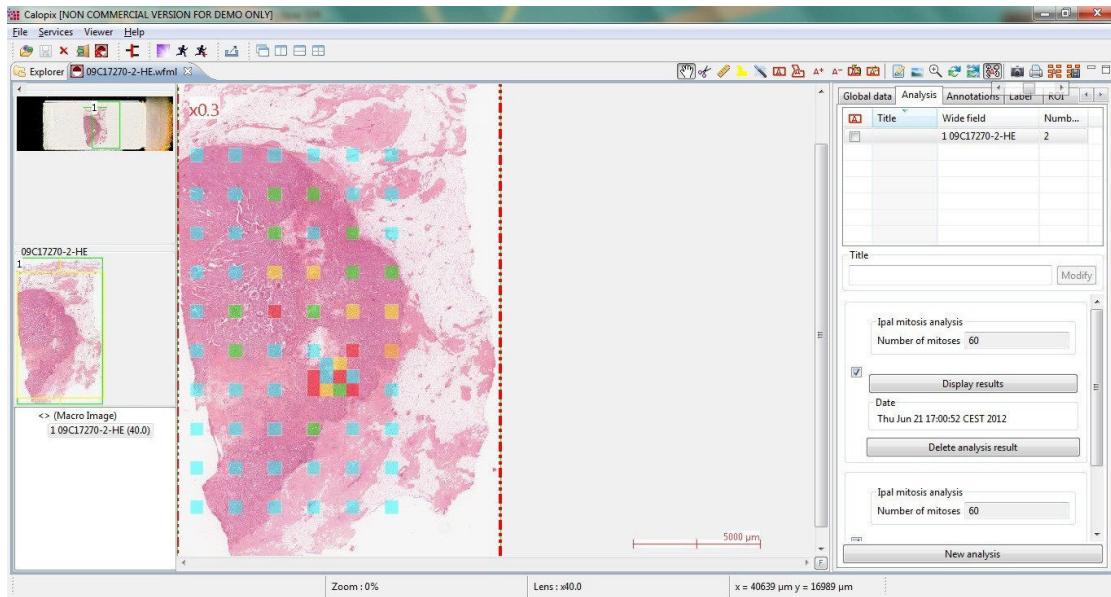 Calopix [NON COMMERCIAL VERSION FOR DEMO ONLY]
File Services Viewer Help
Explorer 09C17270-2-HE.wfml
A A+ A-
1
09C17270-2-HE
1
<> (Macro Image)
1 09C17270-2-HE (40.0)
x0.3
5000 µm
F
Global data Analysis Annotations Label ROI
A Title Wide field Numb...
1 09C17270-2-HE 2
Title
Modify
Ipal mitosis analysis
Number of mitoses 60
Display results
Date
Thu Jun 21 17:00:52 CEST 2012
Delete analysis result
Ipal mitosis analysis
Number of mitoses 60
New analysis
Zoom : 0% Lens : x40.0 x = 40639 µm y = 16989 µm